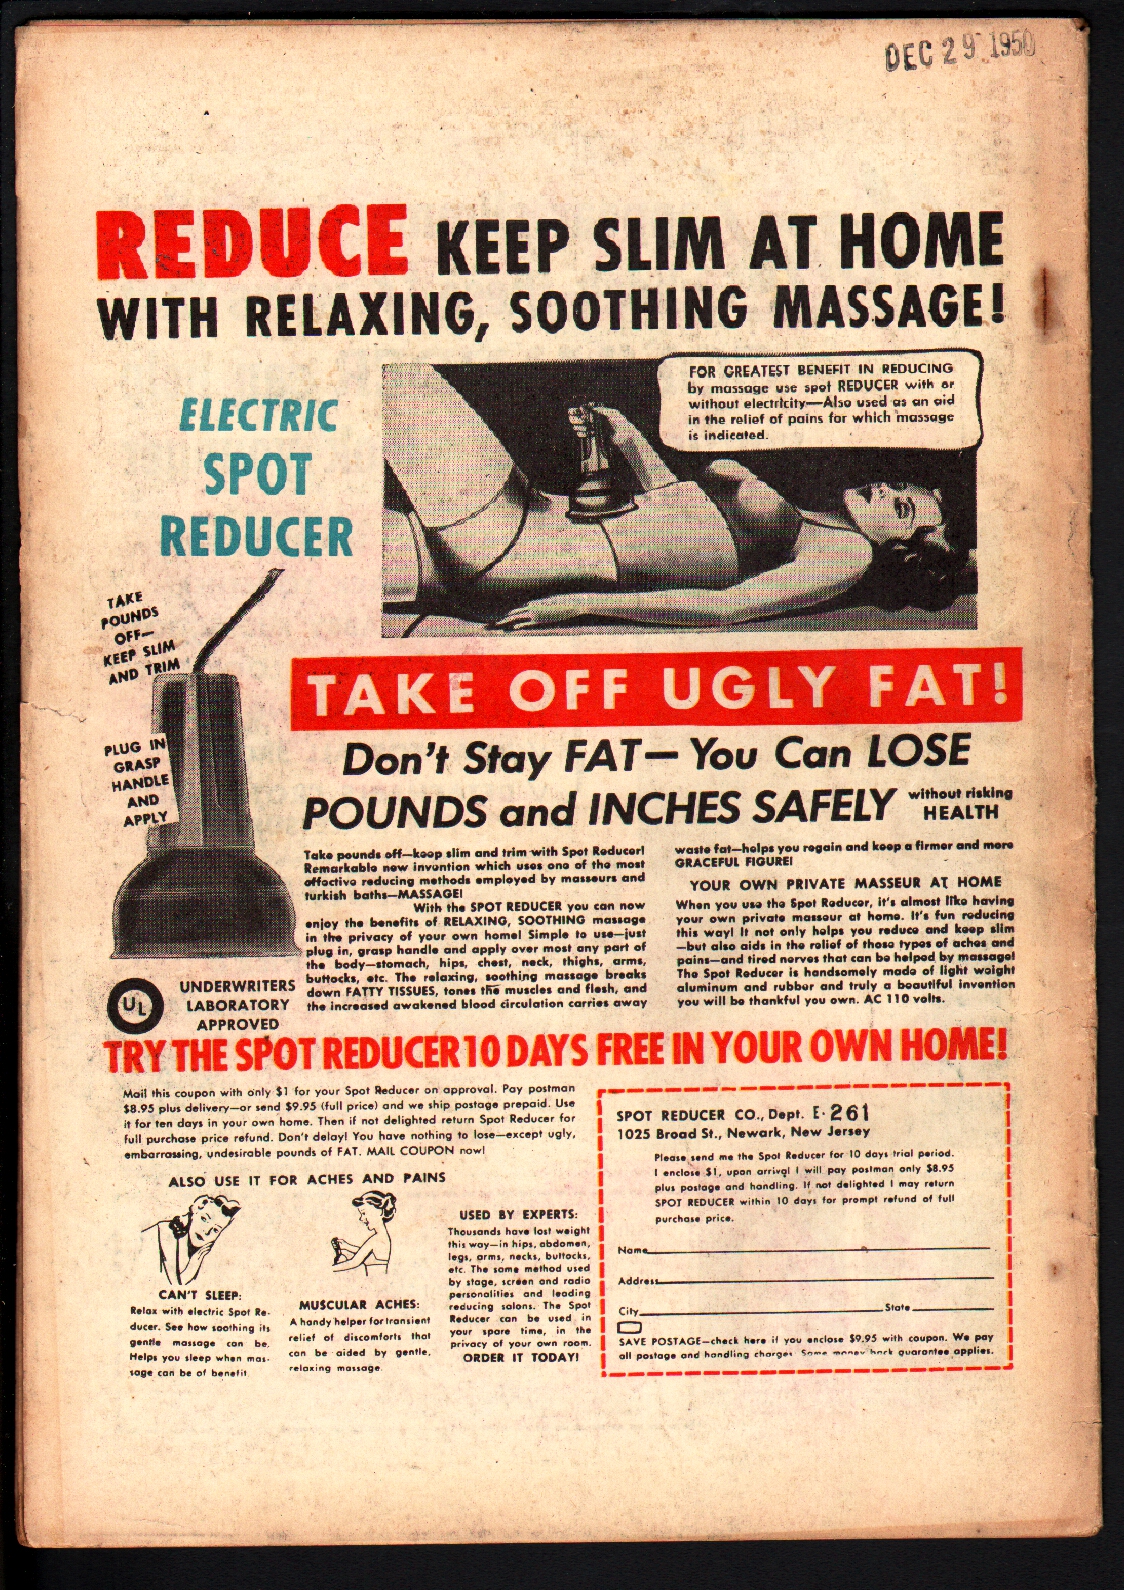 DEC 29 1950
REDUCE KEEP SLIM AT HOME
WITH RELAXING, SOOTHING MASSAGE!
ELECTRIC
SPOT
REDUCER
FOR GREATEST BENEFIT IN REDUCING
by massage use spot REDUCER with or
without electricity—Also used as an aid
in the relief of pains for which massage
is indicated.
TAKE
POUNDS
OFF—
KEEP SLIM
AND TRIM
PLUG IN
GRASP
HANDLE
AND
APPLY
UL
UNDERWRITERS
LABORATORY
APPROVED
TAKE OFF UGLY FAT!
Don't Stay FAT— You Can LOSE
POUNDS and INCHES SAFELY without risking
HEALTH
Take pounds off—keep slim and trim with Spot Reducer!
Remarkable new invention which uses one of the most
effective reducing methods employed by masseurs and
turkish baths—MASSAGE!
With the SPOT REDUCER you can now
enjoy the benefits of RELAXING, SOOTHING massage
in the privacy of your own home! Simple to use—just
plug in, grasp handle and apply over most any part of
the body—stomach, hips, chest, neck, thighs, arms,
buttocks, etc. The relaxing, soothing massage breaks
down FATTY TISSUES, tones the muscles and flesh, and
the increased awakened blood circulation carries away
waste fat—helps you regain and keep a firmer and more
GRACEFUL FIGURE!
YOUR OWN PRIVATE MASSEUR AT HOME
When you use the Spot Reducer, it's almost like having
your own private masseur at home. It's fun reducing
this way! It not only helps you reduce and keep slim
—but also aids in the relief of those types of aches and
pains—and tired nerves that can be helped by massage!
The Spot Reducer is handsomely made of light weight
aluminum and rubber and truly a beautiful invention
you will be thankful you own. AC 110 volts.
TRY THE SPOT REDUCER 10 DAYS FREE IN YOUR OWN HOME!
Mail this coupon with only $1 for your Spot Reducer on approval. Pay postman
$8.95 plus delivery—or send $9.95 (full price) and we ship postage prepaid. Use
it for ten days in your own home. Then if not delighted return Spot Reducer for
full purchase price refund. Don't delay! You have nothing to lose—except ugly,
embarrassing, undesirable pounds of FAT. MAIL COUPON now!
ALSO USE IT FOR ACHES AND PAINS
CAN'T SLEEP:
Relax with electric Spot Re-
ducer. See how soothing its
gentle massage can be.
Helps you sleep when mas-
sage can be of benefit.
MUSCULAR ACHES:
A handy helper for transient
relief of discomforts that
can be aided by gentle,
relaxing massage.
USED BY EXPERTS:
Thousands have lost weight
this way—in hips, abdomen,
legs, arms, necks, buttocks,
etc. The same method used
by stage, screen and radio
personalities and leading
reducing salons. The Spot
Reducer can be used in
your spare time, in the
privacy of your own room.
ORDER IT TODAY!
SPOT REDUCER CO., Dept. E-261
1025 Broad St., Newark, New Jersey
Please send me the Spot Reducer for 10 days trial period.
I enclose $1, upon arrival I will pay postman only $8.95
plus postage and handling. If not delighted I may return
SPOT REDUCER within 10 days for prompt refund of full
purchase price.
Name
Address
City State
SAVE POSTAGE—check here if you enclose $9.95 with coupon. We pay
all postage and handling charges. Same money back guarantee applies.